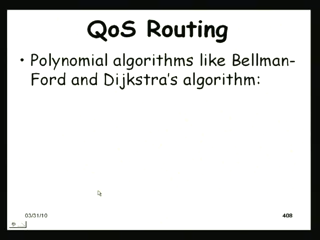 QoS Routing
• Polynomial algorithms like Bellman-
Ford and Dijkstra's algorithm:
03/31/10
408